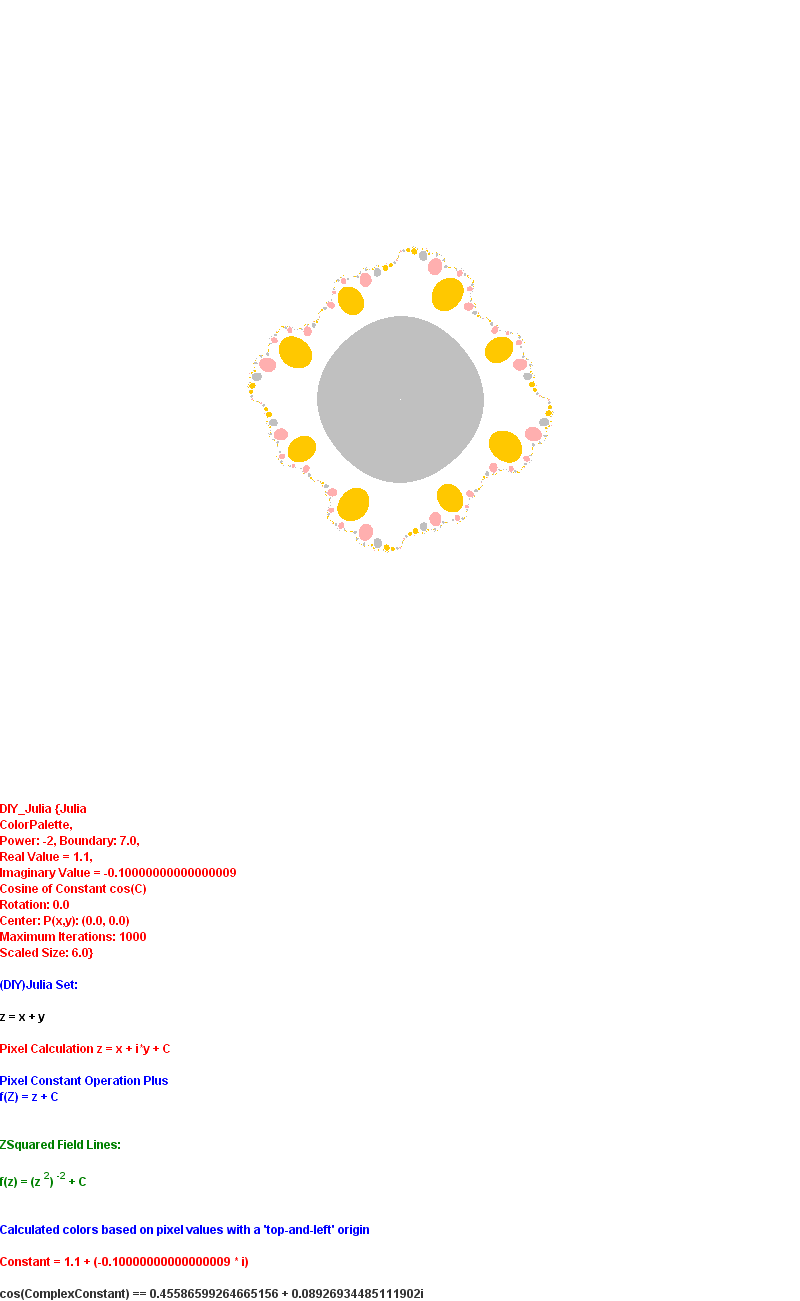 DIY_Julia {Julia
ColorPalette,
Power: -2, Boundary: 7.0,
Real Value = 1.1,
Imaginary Value = -0.10000000000000009
Cosine of Constant cos(C)
Rotation: 0.0
Center: P(x,y): (0.0, 0.0)
Maximum Iterations: 1000
Scaled Size: 6.0}
(DIY)Julia Set:
z = x + y
Pixel Calculation z = x + i*y + C
Pixel Constant Operation Plus
f(Z) = z + C
ZSquared Field Lines:
f(z) = (z ^2) ^-2 + C
Calculated colors based on pixel values with a 'top-and-left' origin
Constant = 1.1 + (-0.10000000000000009 * i)
cos(ComplexConstant) == 0.45586599264665156 + 0.08926934485111902i